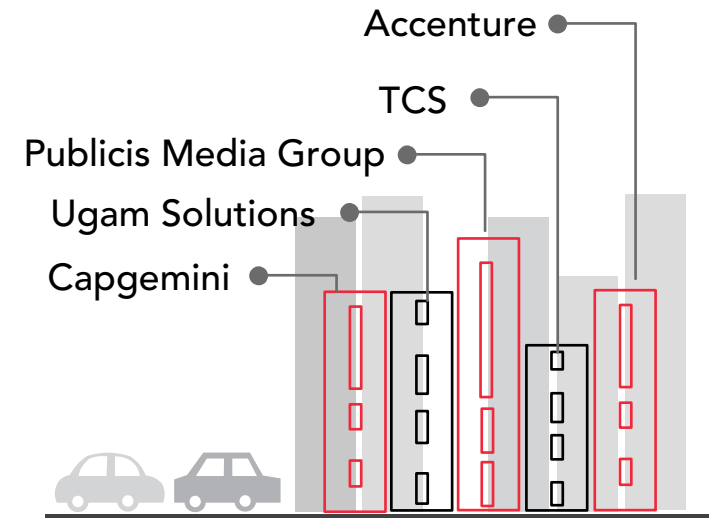 Accenture
TCS
Publicis Media Group
Ugam Solutions
Capgemini